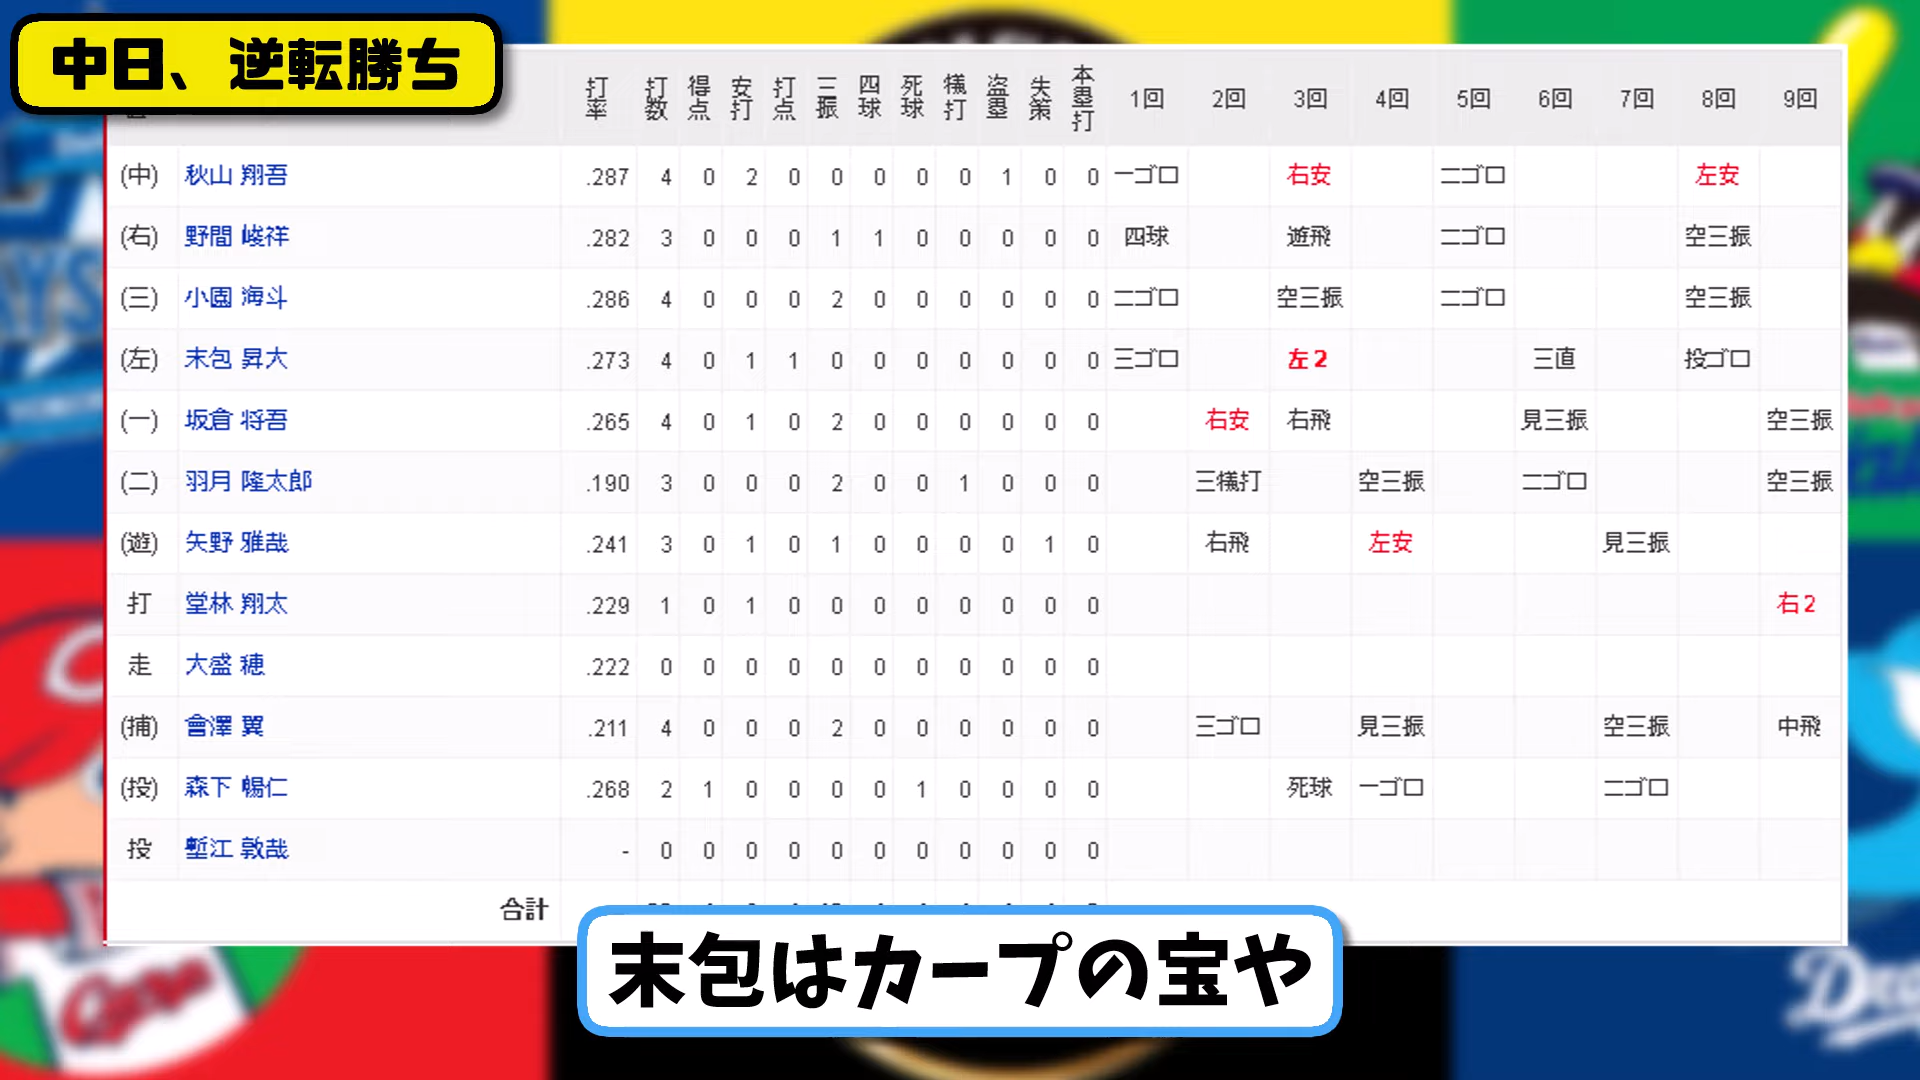 中日、逆転勝ち
打率 打数 得点 安打 打点 三振 四球 死球 犠打 盗塁 失策 本塁打 1回 2回 3回 4回 5回 6回 7回 8回 9回
(中) 秋山 翔吾 .287 4 0 2 0 0 0 0 0 1 0 0 一ゴロ 右安 二ゴロ 左安
(右) 野間 峻祥 .282 3 0 0 0 1 1 0 0 0 0 0 四球 遊飛 二ゴロ 空三振
(三) 小園 海斗 .286 4 0 0 0 2 0 0 0 0 0 0 二ゴロ 空三振 二ゴロ 空三振
(左) 末包 昇大 .273 4 0 1 1 0 0 0 0 0 0 0 三ゴロ 左2 三直 投ゴロ
(一) 坂倉 将吾 .265 4 0 1 0 2 0 0 0 0 0 0 右安 右飛 見三振 空三振
(二) 羽月 隆太郎 .190 3 0 0 0 2 0 0 1 0 0 0 三犠打 空三振 二ゴロ 空三振
(遊) 矢野 雅哉 .241 3 0 1 0 1 0 0 0 0 1 0 右飛 左安 見三振
打 堂林 翔太 .229 1 0 1 0 0 0 0 0 0 0 0 右2
走 大盛 穂 .222 0 0 0 0 0 0 0 0 0 0 0
(捕) 會澤 翼 .211 4 0 0 0 2 0 0 0 0 0 0 三ゴロ 見三振 空三振 中飛
(投) 森下 暢仁 .268 2 1 0 0 0 0 1 0 0 0 0 死球 一ゴロ 二ゴロ
投 塹江 敦哉 - 0 0 0 0 0 0 0 0 0 0 0
合計
末包はカープの宝や